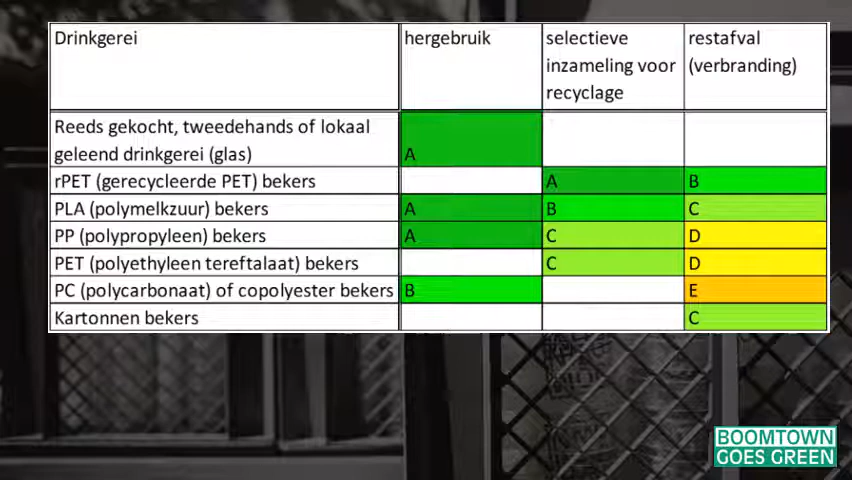 Drinkgerei hergebruik selectieve inzameling voor recyclage restafval (verbranding)
Reeds gekocht, tweedehands of lokaal geleend drinkgerei (glas) A
rPET (gerecycleerde PET) bekers A B
PLA (polymelkzuur) bekers A B C
PP (polypropyleen) bekers A C D
PET (polyethyleen tereftalaat) bekers C D
PC (polycarbonaat) of copolyester bekers B E
Kartonnen bekers C
BOOMTOWN
GOES GREEN